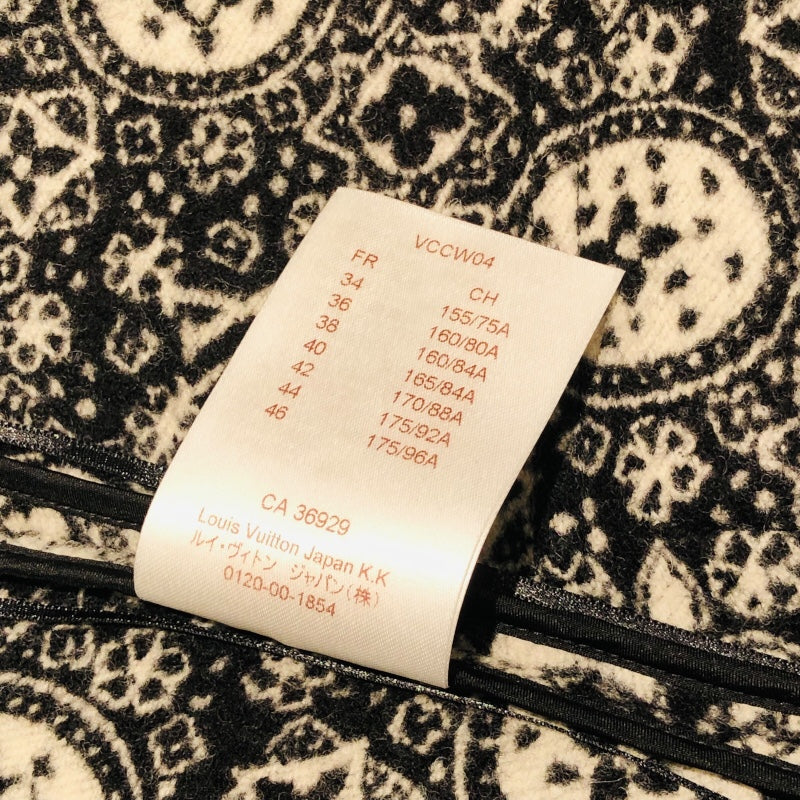 VCCW04
FR CH
34 155/75A
36 160/80A
38 160/84A
40 165/84A
42 170/88A
44 175/92A
46 175/96A
CA 36929
Louis Vuitton Japan K.K
ルイ・ヴィトン ジャパン(株)
0120-00-1854